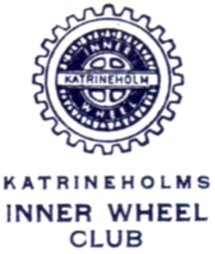 INNER
KATRINEHOLM
WHEEL
KATRINEHOLMS
INNER WHEEL
CLUB